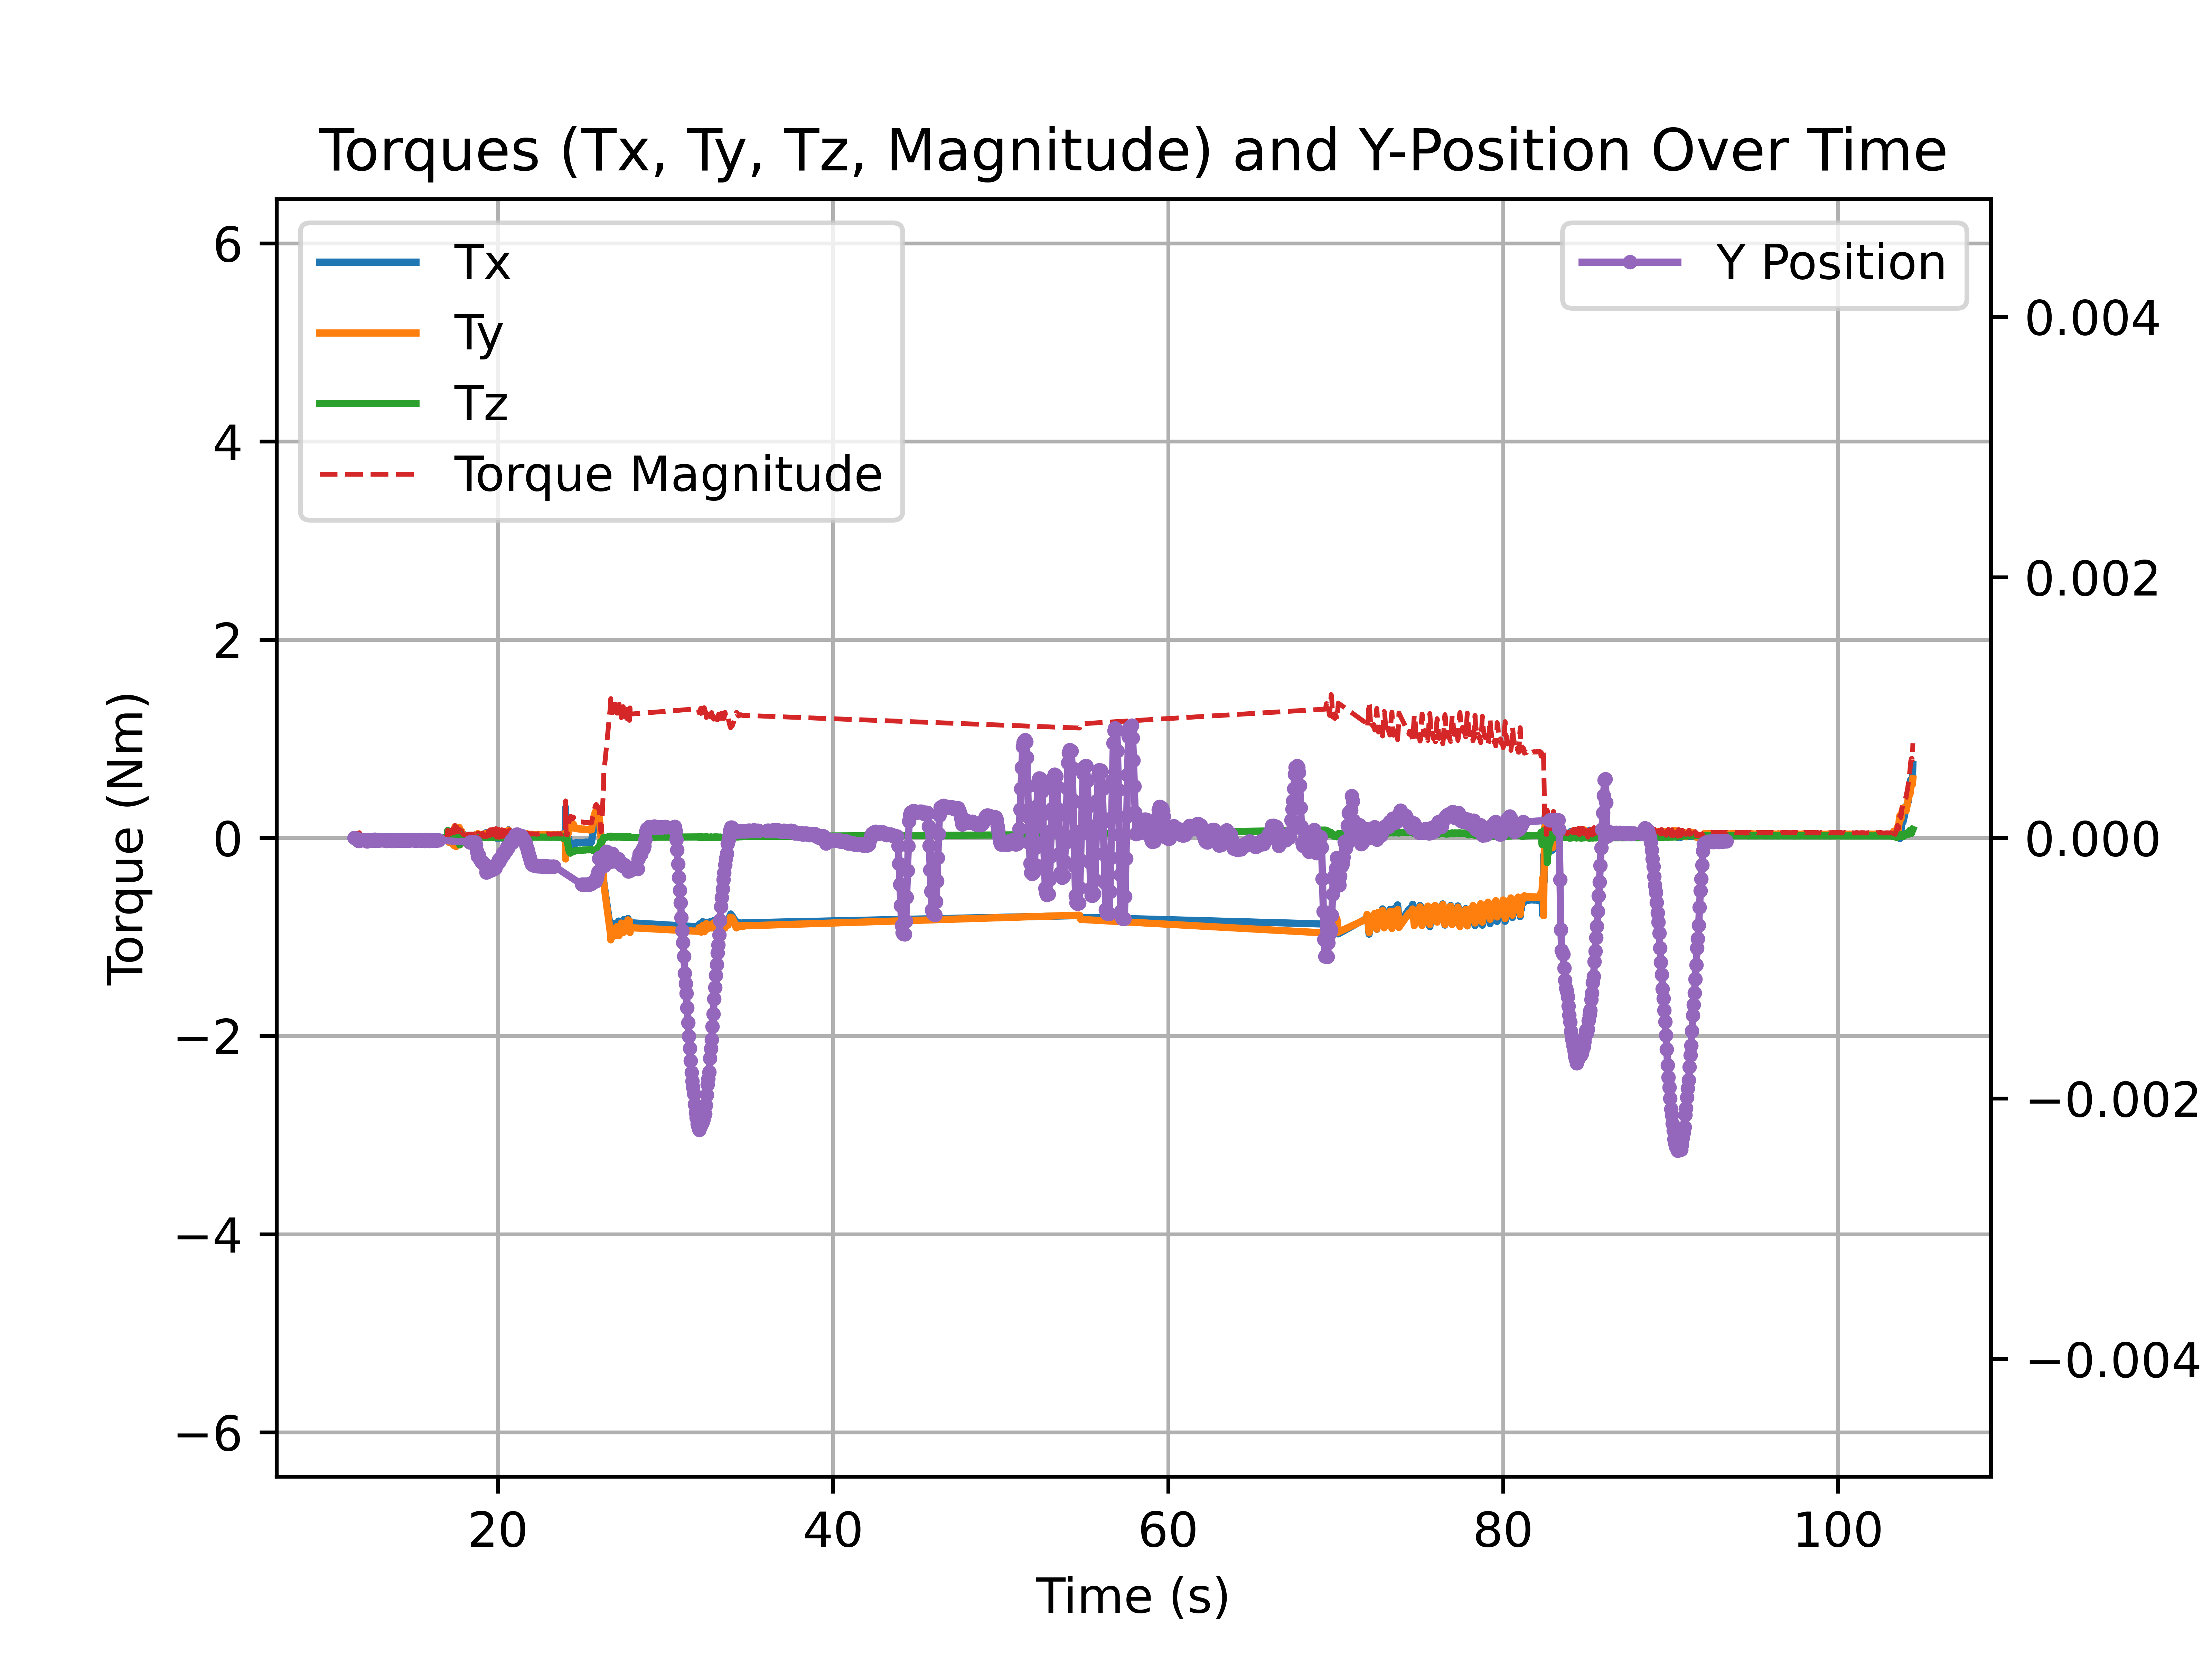 Torques (Tx, Ty, Tz, Magnitude) and Y-Position Over Time
Tx
Ty
Tz
Torque Magnitude
Y Position
Torque (Nm)
6
4
2
0
−2
−4
−6
0.004
0.002
0.000
−0.002
−0.004
20 40 60 80 100
Time (s)